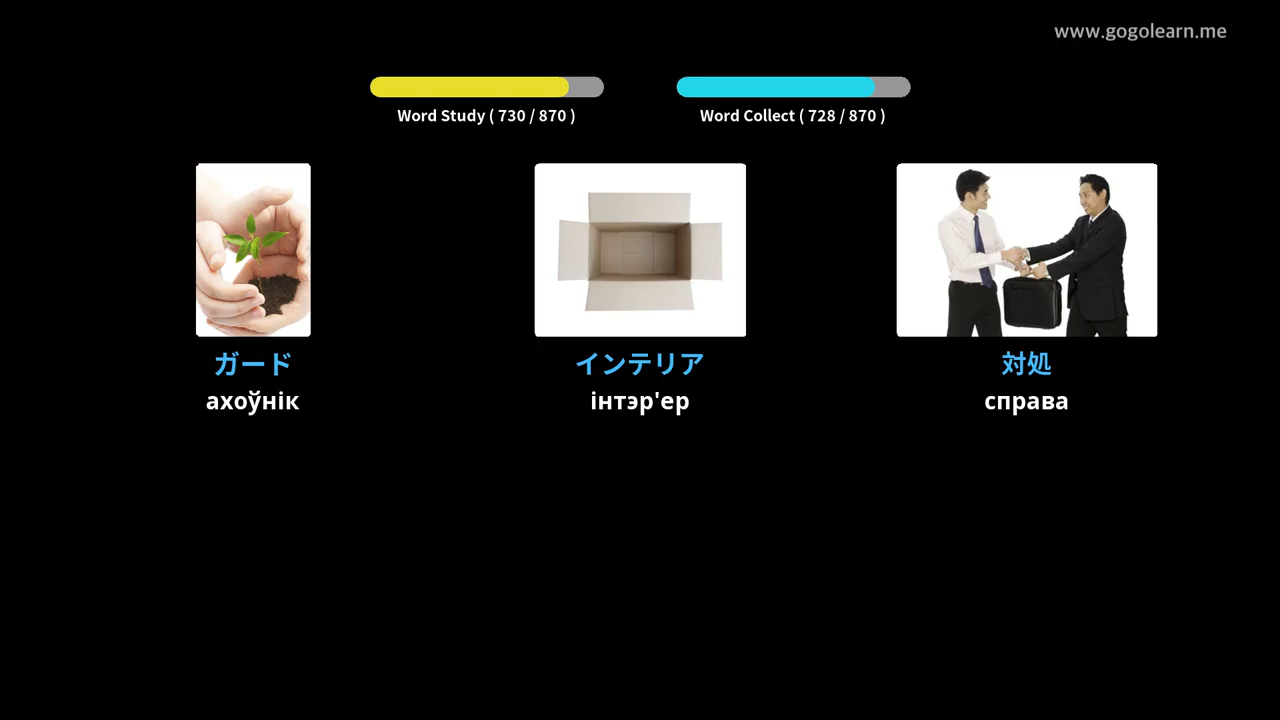 www.gogolearn.me
Word Study ( 730 / 870 )
Word Collect ( 728 / 870 )
ガード
ахоўнік
インテリア
інтэр'ер
対処
справа